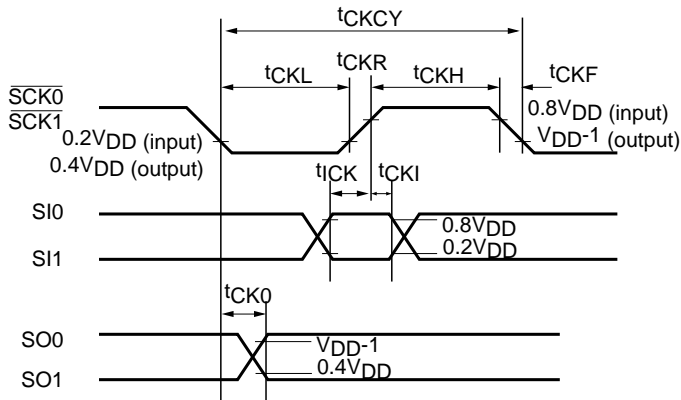 tCKCY
tCKL
tCKR
tCKH
tCKF
SCK0
SCK1
0.2VDD (input)
0.4VDD (output)
0.8VDD (input)
VDD-1 (output)
tICK
tCKI
SI0
SI1
0.8VDD
0.2VDD
tCK0
SO0
SO1
VDD-1
0.4VDD